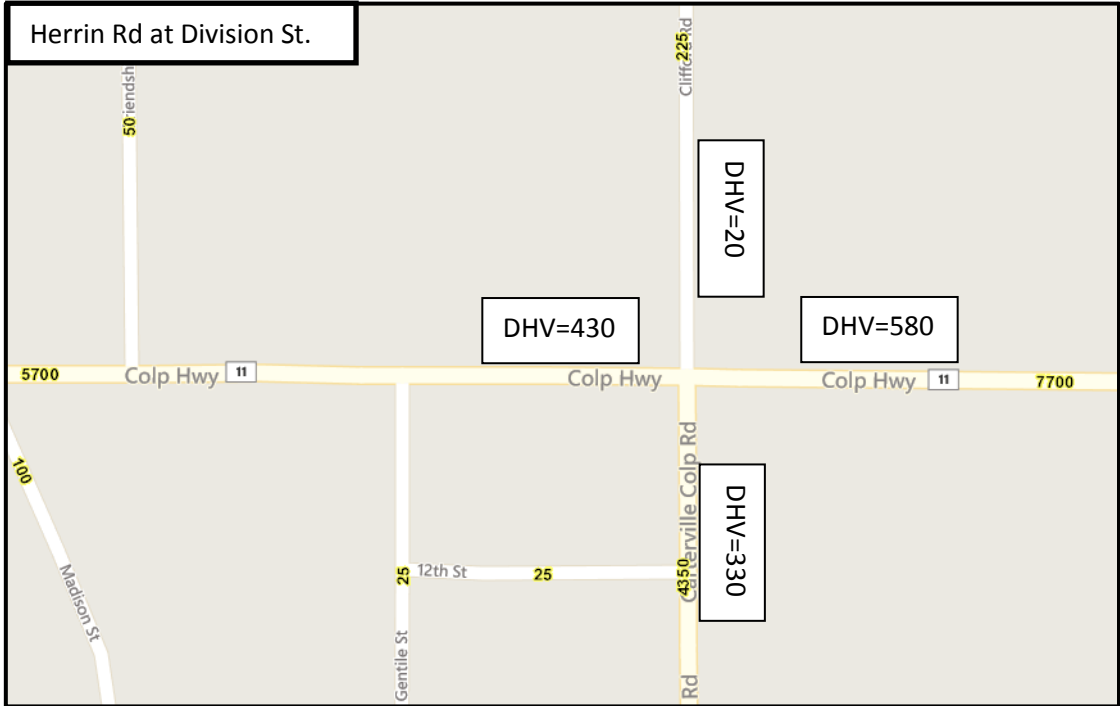 Herrin Rd at Division St.
225
Clifford Rd
50
DHV=20
DHV=430
DHV=580
5700
Colp Hwy
11
Colp Hwy
Colp Hwy
11
7700
100
Carterville Colp Rd
DHV=330
4350
25
12th St
25
Madison St
Gentile St
Rd